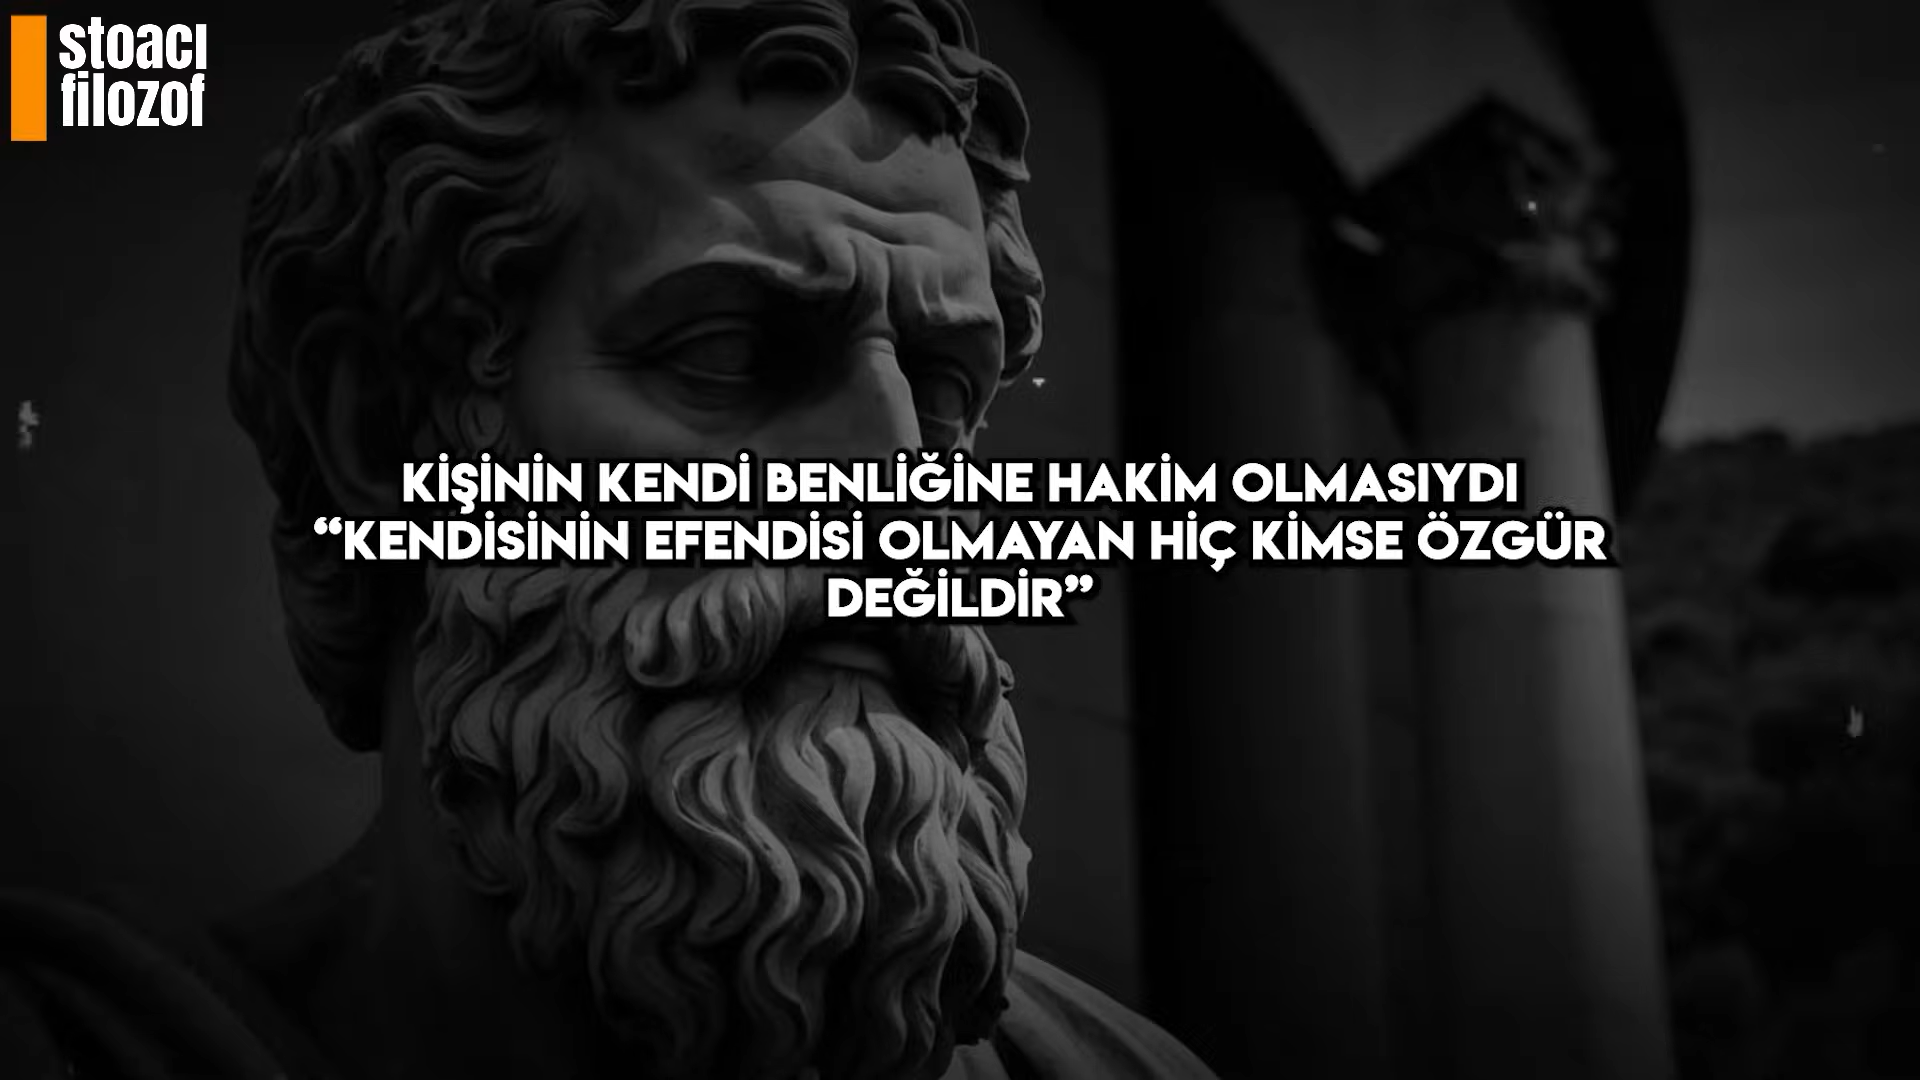 stoacı
filozof
KİŞİNİN KENDİ BENLİĞİNE HAKİM OLMASIYDI
“KENDİSİNİN EFENDİSİ OLMAYAN HİÇ KİMSE ÖZGÜR
DEĞİLDİR”